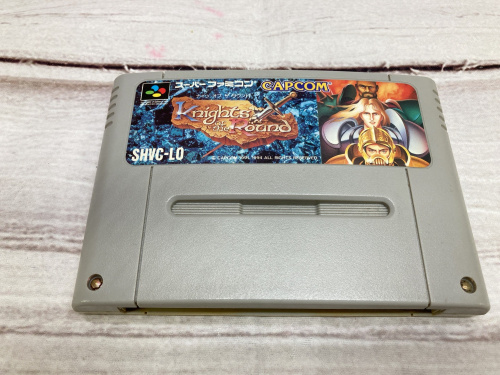 スーパーファミコン CAPCOM
ナイツ オブ ザ ラウンド
Knights
of the Round
SHVC-LO
© CAPCOM 1991, 1994 ALL RIGHTS RESERVED